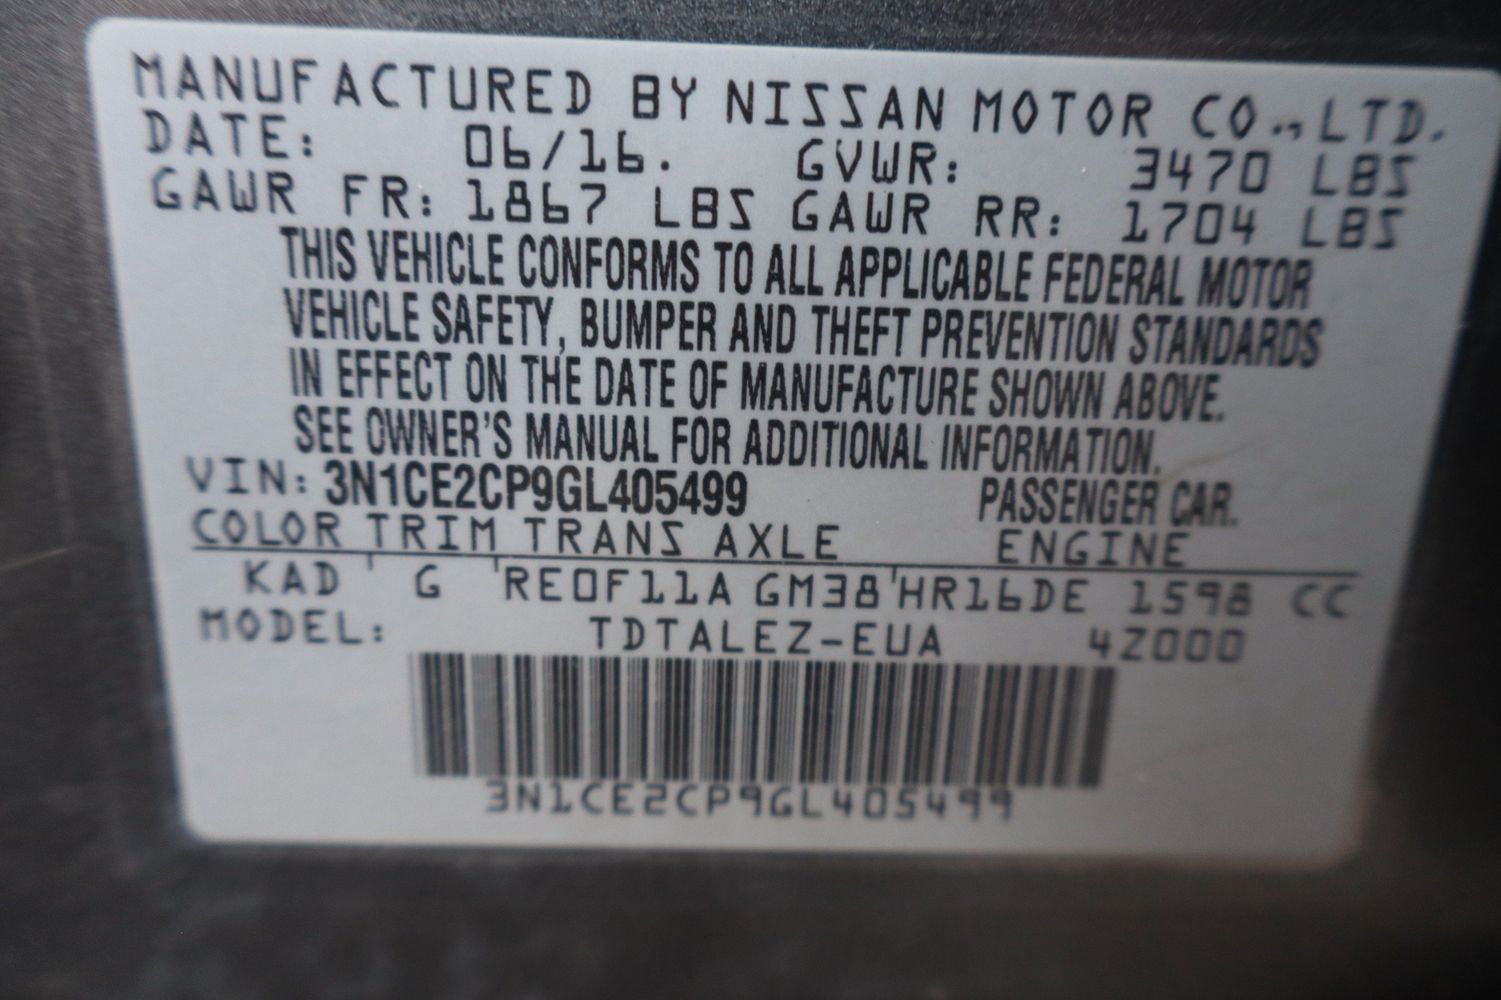 MANUFACTURED BY NISSAN MOTOR CO.,LTD.
DATE: 06/16. GVWR: 3470 LBS
GAWR FR: 1867 LBS GAWR RR: 1704 LBS
THIS VEHICLE CONFORMS TO ALL APPLICABLE FEDERAL MOTOR
VEHICLE SAFETY, BUMPER AND THEFT PREVENTION STANDARDS
IN EFFECT ON THE DATE OF MANUFACTURE SHOWN ABOVE.
SEE OWNER'S MANUAL FOR ADDITIONAL INFORMATION.
VIN: 3N1CE2CP9GL405499 PASSENGER CAR.
COLOR TRIM TRANS AXLE ENGINE
KAD ' G 'RE0F11A GM38'HR16DE 1598 CC
MODEL: TDTALEZ-EUA 4Z000
3N1CE2CP9GL405499